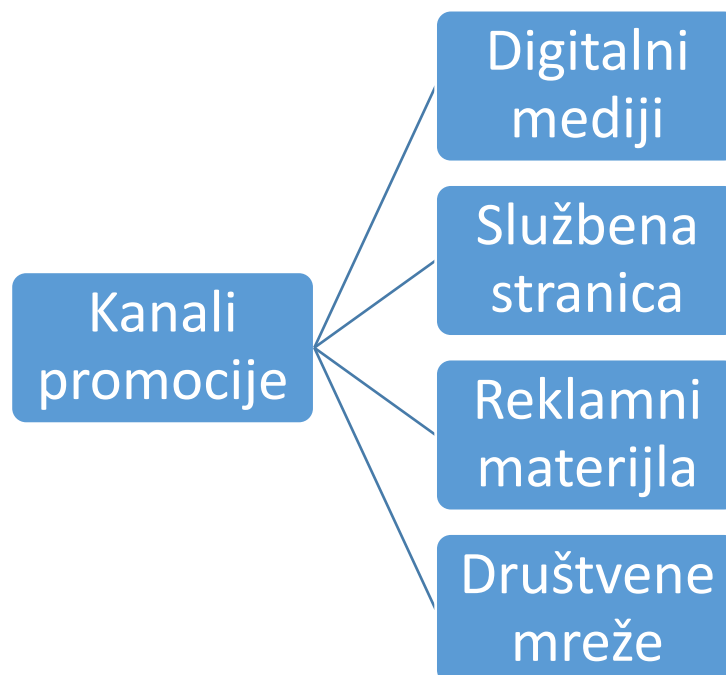 Kanali
promocije
Digitalni
mediji
Službena
stranica
Reklamni
materijla
Društvene
mreže